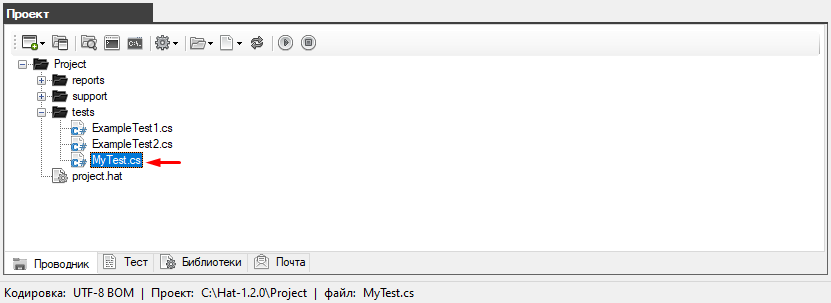 Проект
C:\
Project
reports
support
tests
ExampleTest1.cs
ExampleTest2.cs
MyTest.cs
project.hat
Проводник Тест Библиотеки Почта
Кодировка: UTF-8 BOM | Проект: C:\Hat-1.2.0\Project | файл: MyTest.cs